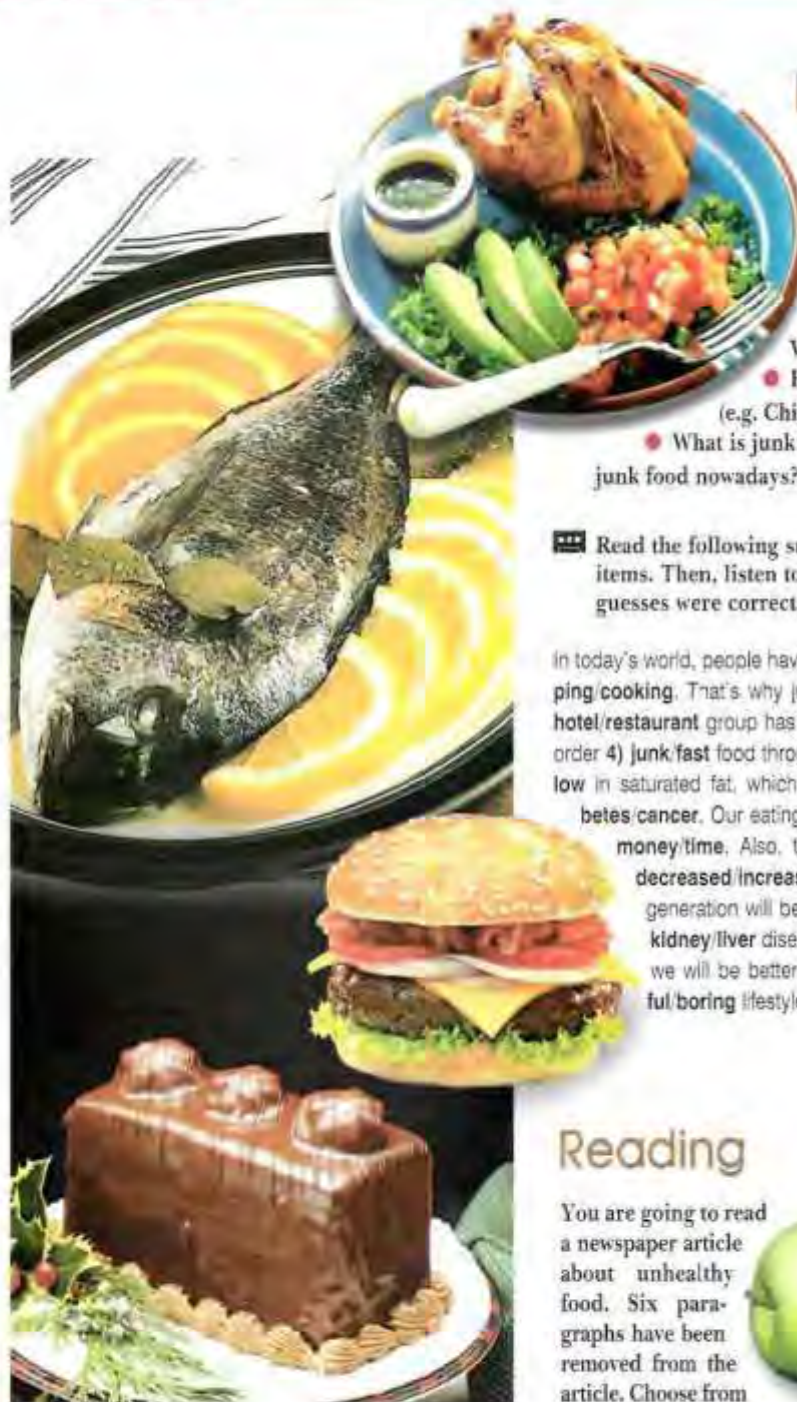 (e.g. Chi
What is junk
junk food nowadays?
Read the following s
items. Then, listen to
guesses were correct
In today's world, people hav
ping/cooking. That's why j
hotel/restaurant group has
order 4) junk/fast food thro
low in saturated fat, which
betes/cancer. Our eating
money/time. Also, t
decreased/increas
generation will be
kidney/liver dise
we will be better
ful/boring lifestyle
Reading
You are going to read
a newspaper article
about unhealthy
food. Six para-
graphs have been
removed from the
article. Choose from